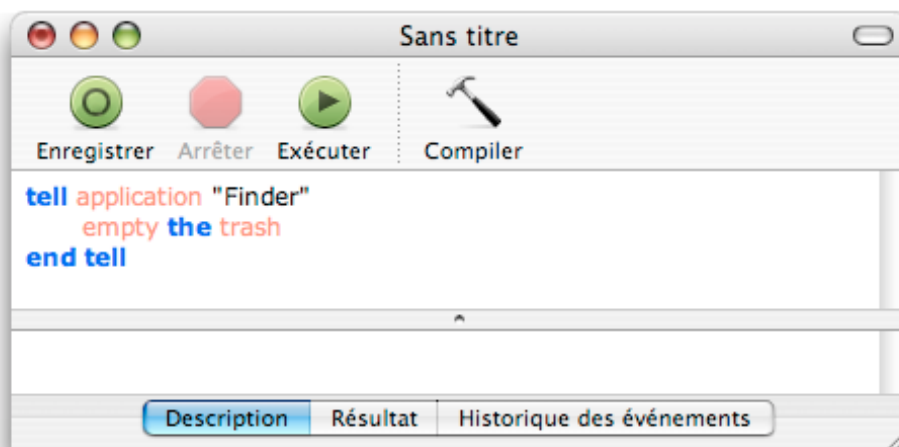 Sans titre
Enregistrer Arrêter Exécuter Compiler
tell application "Finder"
empty the trash
end tell
Description Résultat Historique des événements